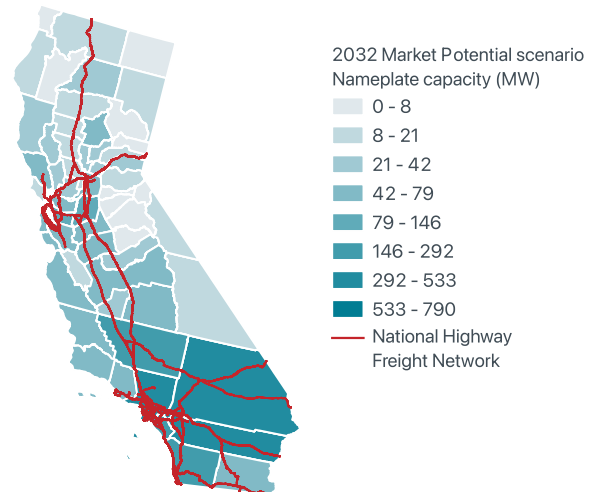 2032 Market Potential scenario
Nameplate capacity (MW)
0 - 8
8 - 21
21 - 42
42 - 79
79 - 146
146 - 292
292 - 533
533 - 790
National Highway
Freight Network